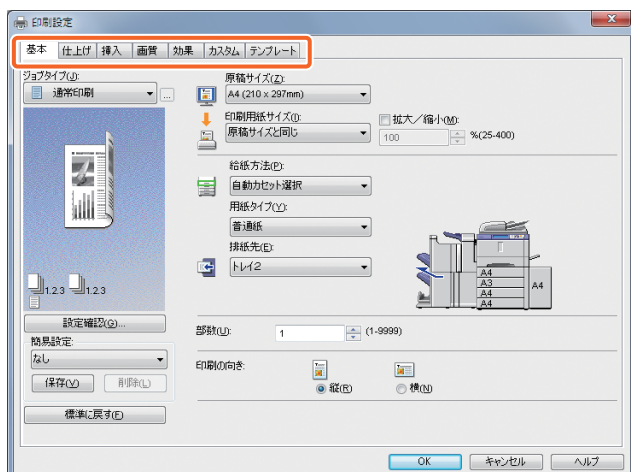 印刷設定
基本 仕上げ 挿入 画質 効果 カスタム テンプレート
ジョブタイプ(J):
通常印刷
...
1.2.3 1.2.3
設定確認(G)...
簡易設定:
なし
保存(V) 削除(L)
標準に戻す(F)
原稿サイズ(Z):
A4 (210 x 297mm)
印刷用紙サイズ(I):
原稿サイズと同じ
拡大/縮小(M):
100 %(25-400)
給紙方法(P):
自動カセット選択
用紙タイプ(Y):
普通紙
排紙先(E):
トレイ2
A4
A3
A4
A4
A4
部数(U): 1 (1-9999)
印刷の向き:
縦(R) 横(N)
OK キャンセル ヘルプ